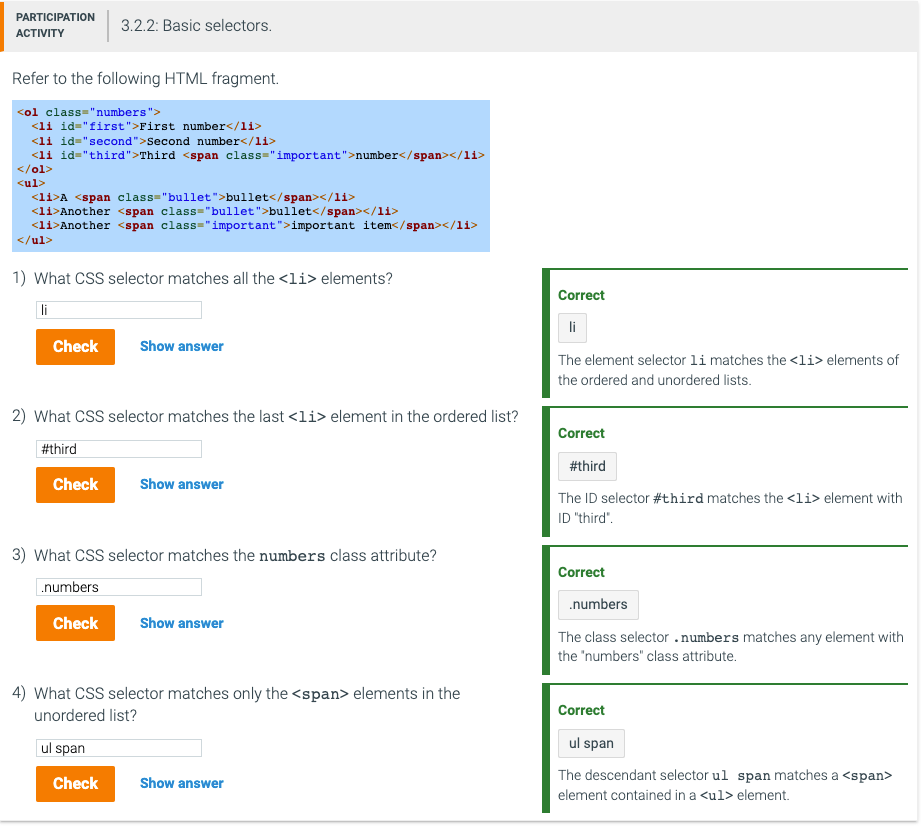 PARTICIPATION
ACTIVITY
3.2.2: Basic selectors.
Refer to the following HTML fragment.
<ol class="numbers">
  <li id="first">First number</li>
  <li id="second">Second number</li>
  <li id="third">Third <span class="important">number</span></li>
</ol>
<ul>
  <li>A <span class="bullet">bullet</span></li>
  <li>Another <span class="bullet">bullet</span></li>
  <li>Another <span class="important">important item</span></li>
</ul>
1) What CSS selector matches all the <li> elements?
li
Check Show answer
Correct
li
The element selector li matches the <li> elements of
the ordered and unordered lists.
2) What CSS selector matches the last <li> element in the ordered list?
#third
Check Show answer
Correct
#third
The ID selector #third matches the <li> element with
ID "third".
3) What CSS selector matches the numbers class attribute?
.numbers
Check Show answer
Correct
.numbers
The class selector .numbers matches any element with
the "numbers" class attribute.
4) What CSS selector matches only the <span> elements in the
unordered list?
ul span
Check Show answer
Correct
ul span
The descendant selector ul span matches a <span>
element contained in a <ul> element.